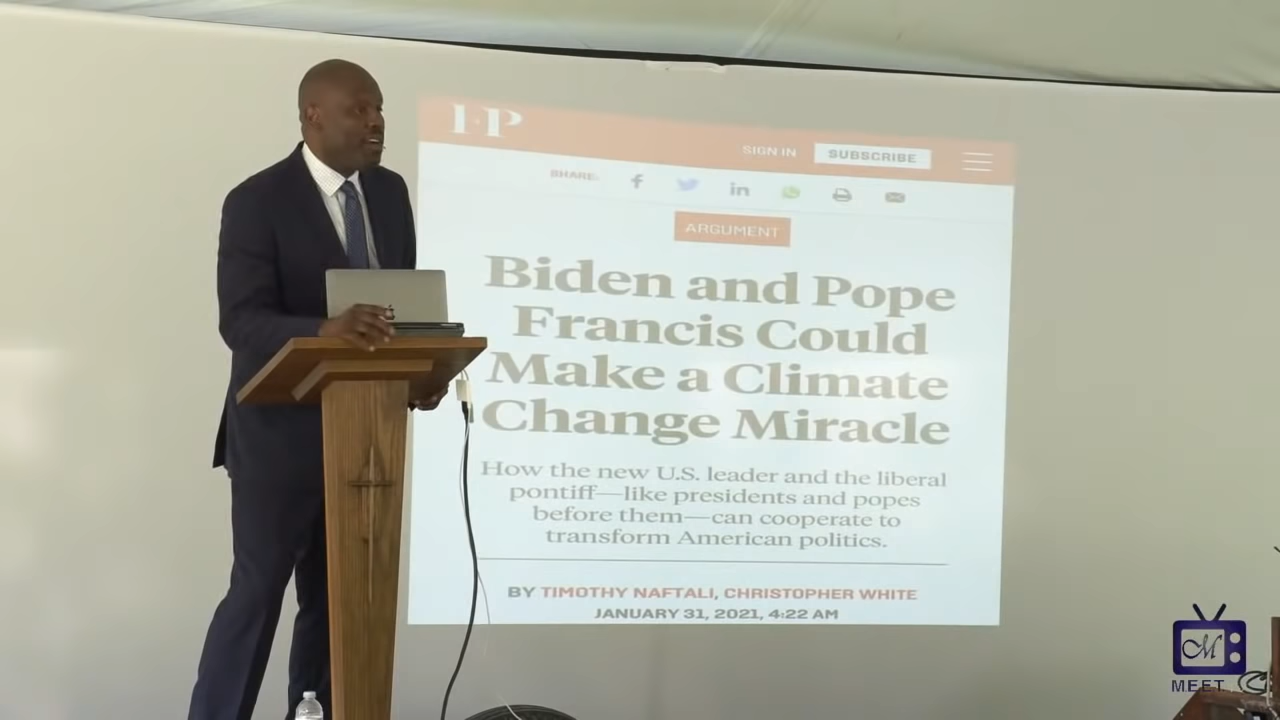 FP
SIGN IN
SUBSCRIBE
SHARE:
ARGUMENT
Biden and Pope
Francis Could
Make a Climate
Change Miracle
How the new U.S. leader and the liberal
pontiff—like presidents and popes
before them—can cooperate to
transform American politics.
BY TIMOTHY NAFTALI, CHRISTOPHER WHITE
JANUARY 31, 2021, 4:22 AM
M
MEET